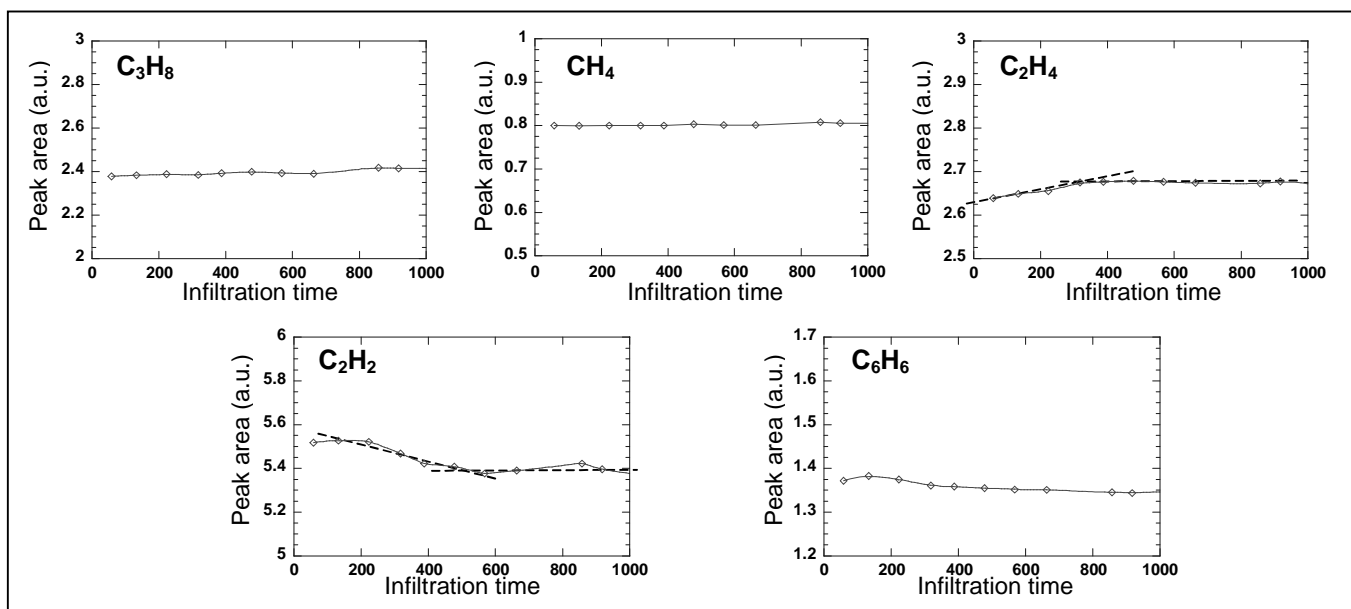 C3H8
Peak area (a.u.)
3
2.8
2.6
2.4
2.2
2
0 200 400 600 800 1000
Infiltration time
CH4
Peak area (a.u.)
1
0.9
0.8
0.7
0.6
0.5
0 200 400 600 800 1000
Infiltration time
C2H4
Peak area (a.u.)
3
2.9
2.8
2.7
2.6
2.5
0 200 400 600 800 1000
Infiltration time
C2H2
Peak area (a.u.)
6
5.8
5.6
5.4
5.2
5
0 200 400 600 800 1000
Infiltration time
C6H6
Peak area (a.u.)
1.7
1.6
1.5
1.4
1.3
1.2
0 200 400 600 800 1000
Infiltration time